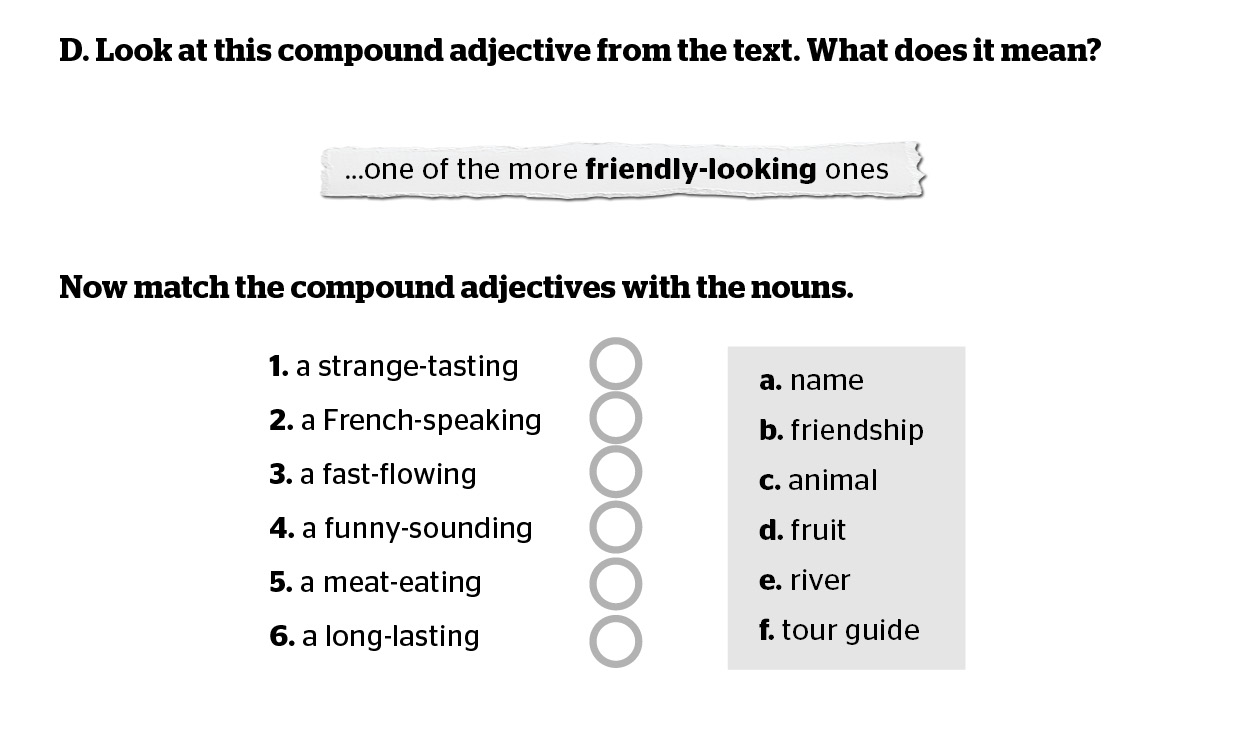 D. Look at this compound adjective from the text. What does it mean?
...one of the more friendly-looking ones
Now match the compound adjectives with the nouns.
1. a strange-tasting
2. a French-speaking
3. a fast-flowing
4. a funny-sounding
5. a meat-eating
6. a long-lasting
a. name
b. friendship
c. animal
d. fruit
e. river
f. tour guide